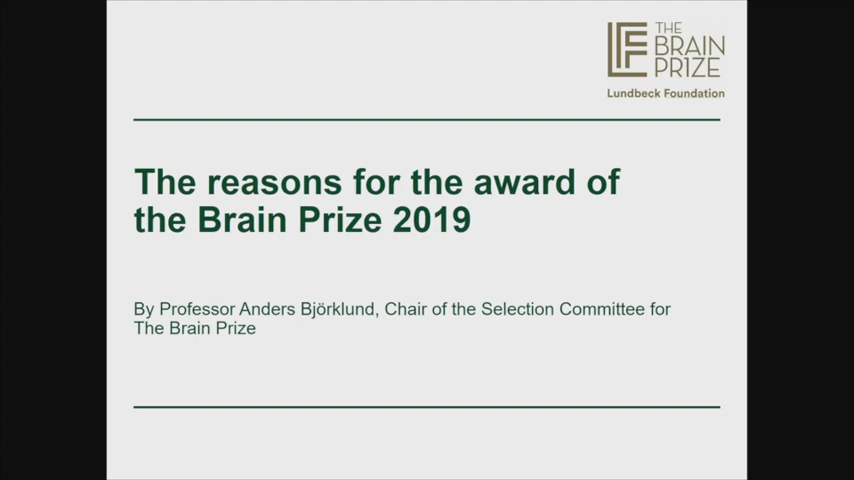 THE
BRAIN
PRIZE
Lundbeck Foundation
The reasons for the award of
the Brain Prize 2019
By Professor Anders Björklund, Chair of the Selection Committee for
The Brain Prize